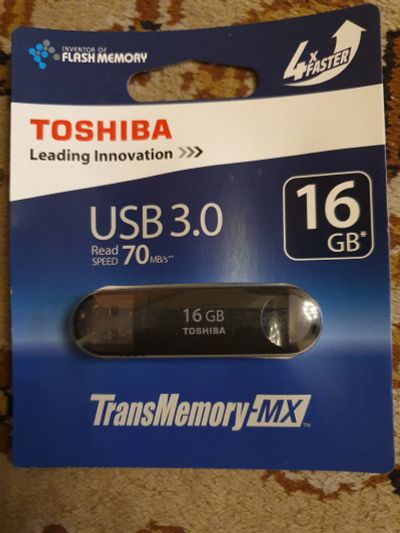 INVENTOR OF
FLASH MEMORY
4x FASTER
TOSHIBA
Leading Innovation >>>
USB 3.0
Read SPEED 70 MB/s**
16 GB*
16 GB
TOSHIBA
TransMemory-MX™